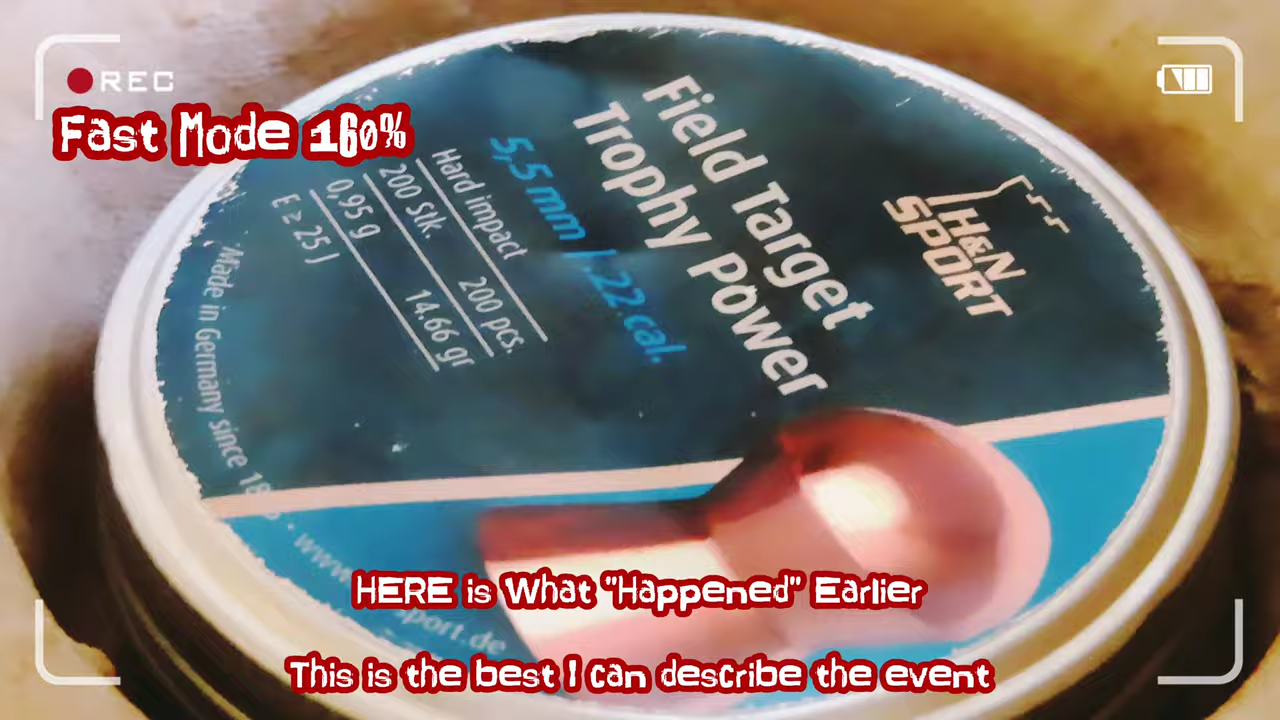 REC
Fast Mode 160%
H&N
SPORT
Field Target
Trophy Power
5,5 mm | .22 cal.
Hard impact
200 Stk. 200 pcs.
0,95 g 14.66 gr
E ≥ 25 J
Made in Germany since
HERE is What "Happened" Earlier
This is the best I can describe the event